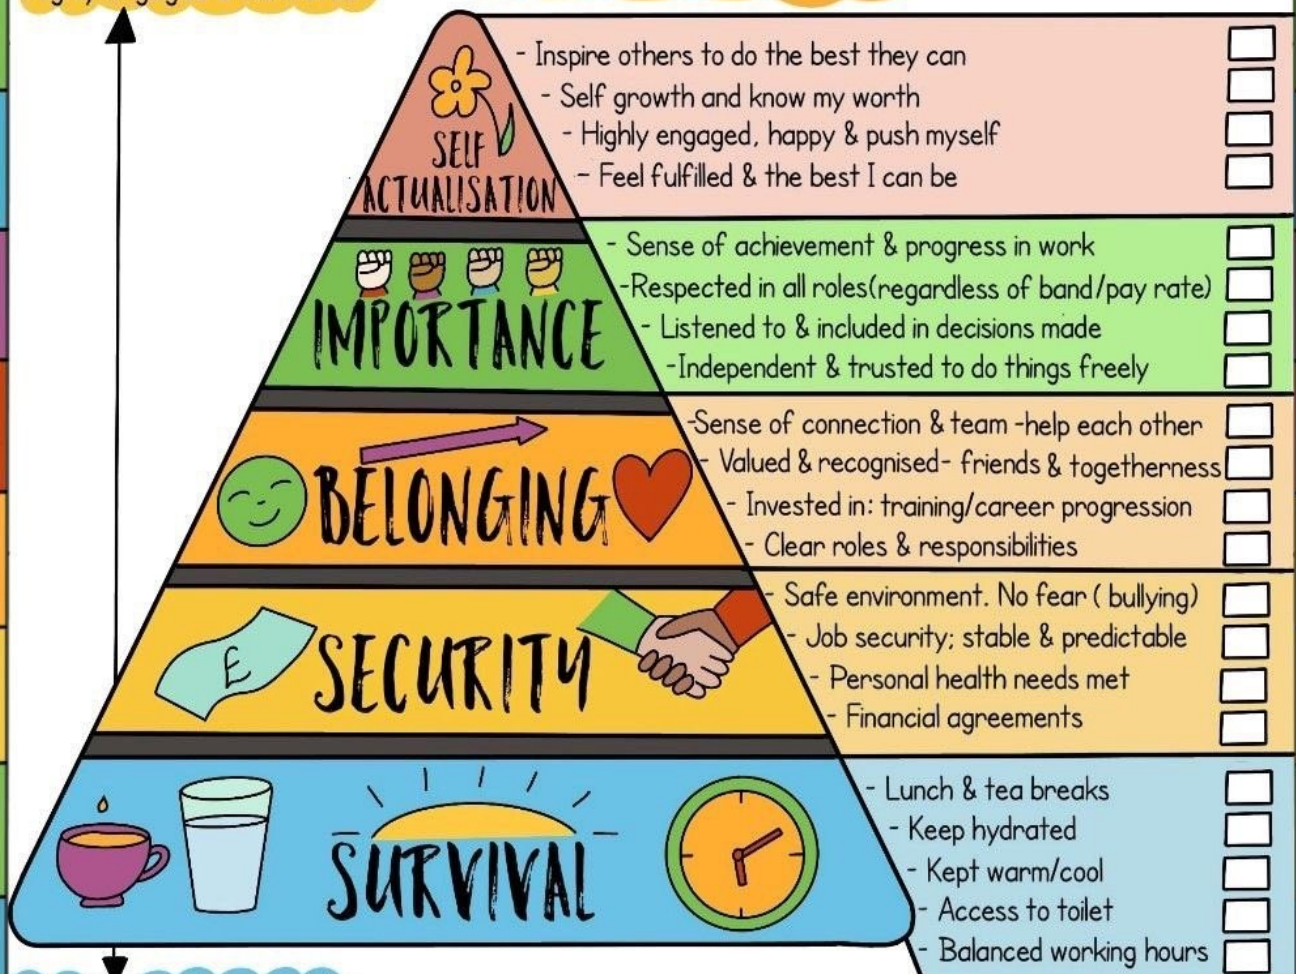 - Inspire others to do the best they can
- Self growth and know my worth
- Highly engaged, happy & push myself
- Feel fulfilled & the best I can be
SELF
ACTUALISATION
- Sense of achievement & progress in work
-Respected in all roles(regardless of band/pay rate)
- Listened to & included in decisions made
-Independent & trusted to do things freely
IMPORTANCE
-Sense of connection & team -help each other
- Valued & recognised- friends & togetherness
- Invested in: training/career progression
- Clear roles & responsibilities
BELONGING
- Safe environment. No fear ( bullying)
- Job security; stable & predictable
- Personal health needs met
- Financial agreements
£
SECURITY
- Lunch & tea breaks
- Keep hydrated
- Kept warm/cool
- Access to toilet
- Balanced working hours
SURVIVAL